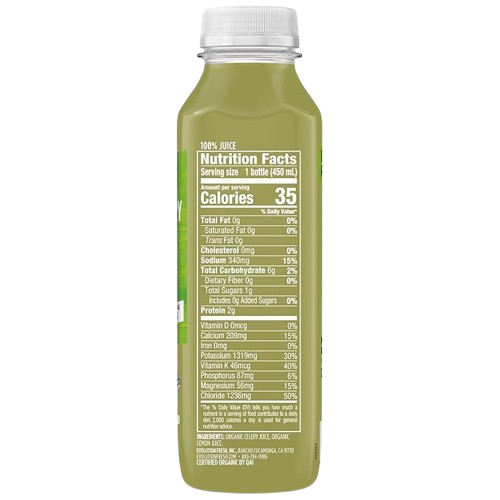 100% JUICE
Nutrition Facts
Serving size 1 bottle (450 mL)
Amount per serving
Calories 35
% Daily Value*
Total Fat 0g 0%
Saturated Fat 0g 0%
Trans Fat 0g
Cholesterol 0mg 0%
Sodium 340mg 15%
Total Carbohydrate 6g 2%
Dietary Fiber 0g 0%
Total Sugars 1g
Includes 0g Added Sugars 0%
Protein 2g
Vitamin D 0mcg 0%
Calcium 209mg 15%
Iron 0mg 0%
Potassium 1319mg 30%
Vitamin K 46mcg 40%
Phosphorus 87mg 6%
Magnesium 56mg 15%
Chloride 1236mg 50%
*The % Daily Value (DV) tells you how much a
nutrient in a serving of food contributes to a daily
diet. 2,000 calories a day is used for general
nutrition advice.
INGREDIENTS: ORGANIC CELERY JUICE, ORGANIC
LEMON JUICE.
EVOLUTION FRESH, INC., RANCHO CUCAMONGA, CA 91730
EVOLUTIONFRESH.COM • 800-794-9986
CERTIFIED ORGANIC BY QAI